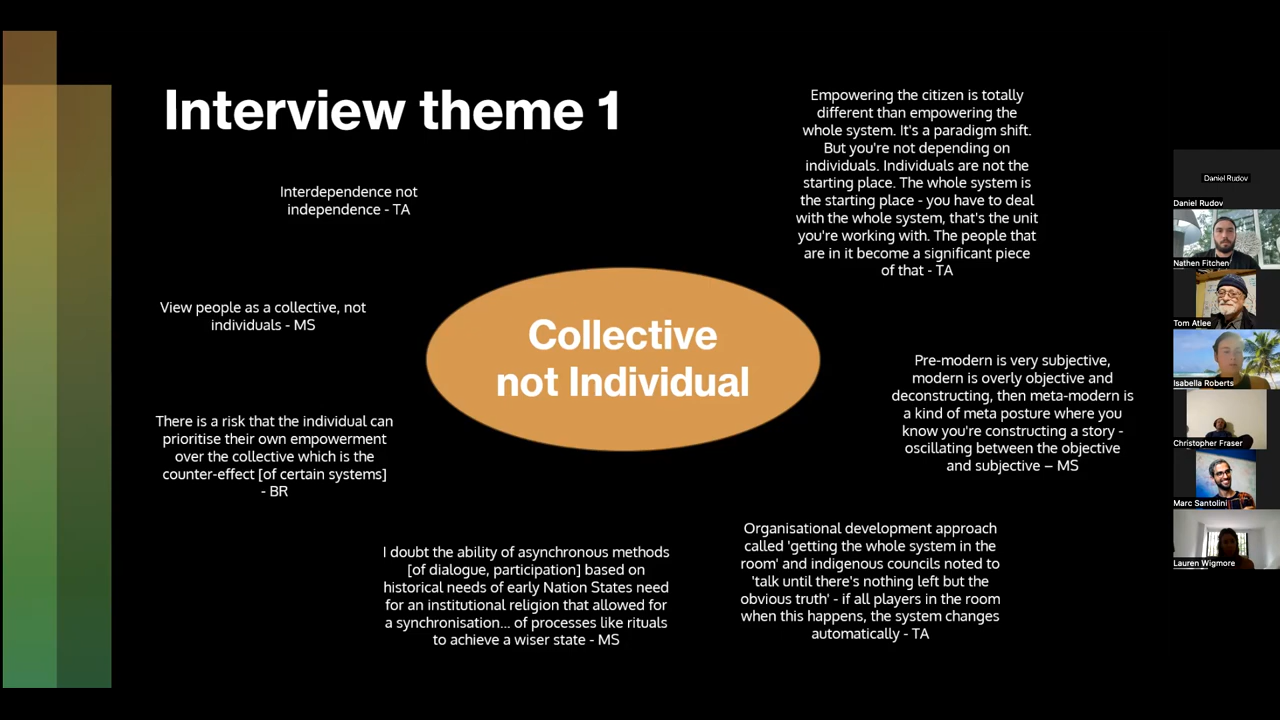 Interview theme 1
Interdependence not
independence - TA
View people as a collective, not
individuals - MS
There is a risk that the individual can
prioritise their own empowerment
over the collective which is the
counter-effect [of certain systems]
- BR
Collective
not Individual
I doubt the ability of asynchronous methods
[of dialogue, participation] based on
historical needs of early Nation States need
for an institutional religion that allowed for
a synchronisation... of processes like rituals
to achieve a wiser state - MS
Empowering the citizen is totally
different than empowering the
whole system. It's a paradigm shift.
But you're not depending on
individuals. Individuals are not the
starting place. The whole system is
the starting place - you have to deal
with the whole system, that's the unit
you're working with. The people that
are in it become a significant piece
of that - TA
Pre-modern is very subjective,
modern is overly objective and
deconstructing, then meta-modern is
a kind of meta posture where you
know you're constructing a story -
oscillating between the objective
and subjective – MS
Organisational development approach
called 'getting the whole system in the
room' and indigenous councils noted to
'talk until there's nothing left but the
obvious truth' - if all players in the room
when this happens, the system changes
automatically - TA
Daniel Rudov
Daniel Rudov
Nathen Fitchen
Tom Atlee
Isabella Roberts
Christopher Fraser
Marc Santolini
Lauren Wigmore